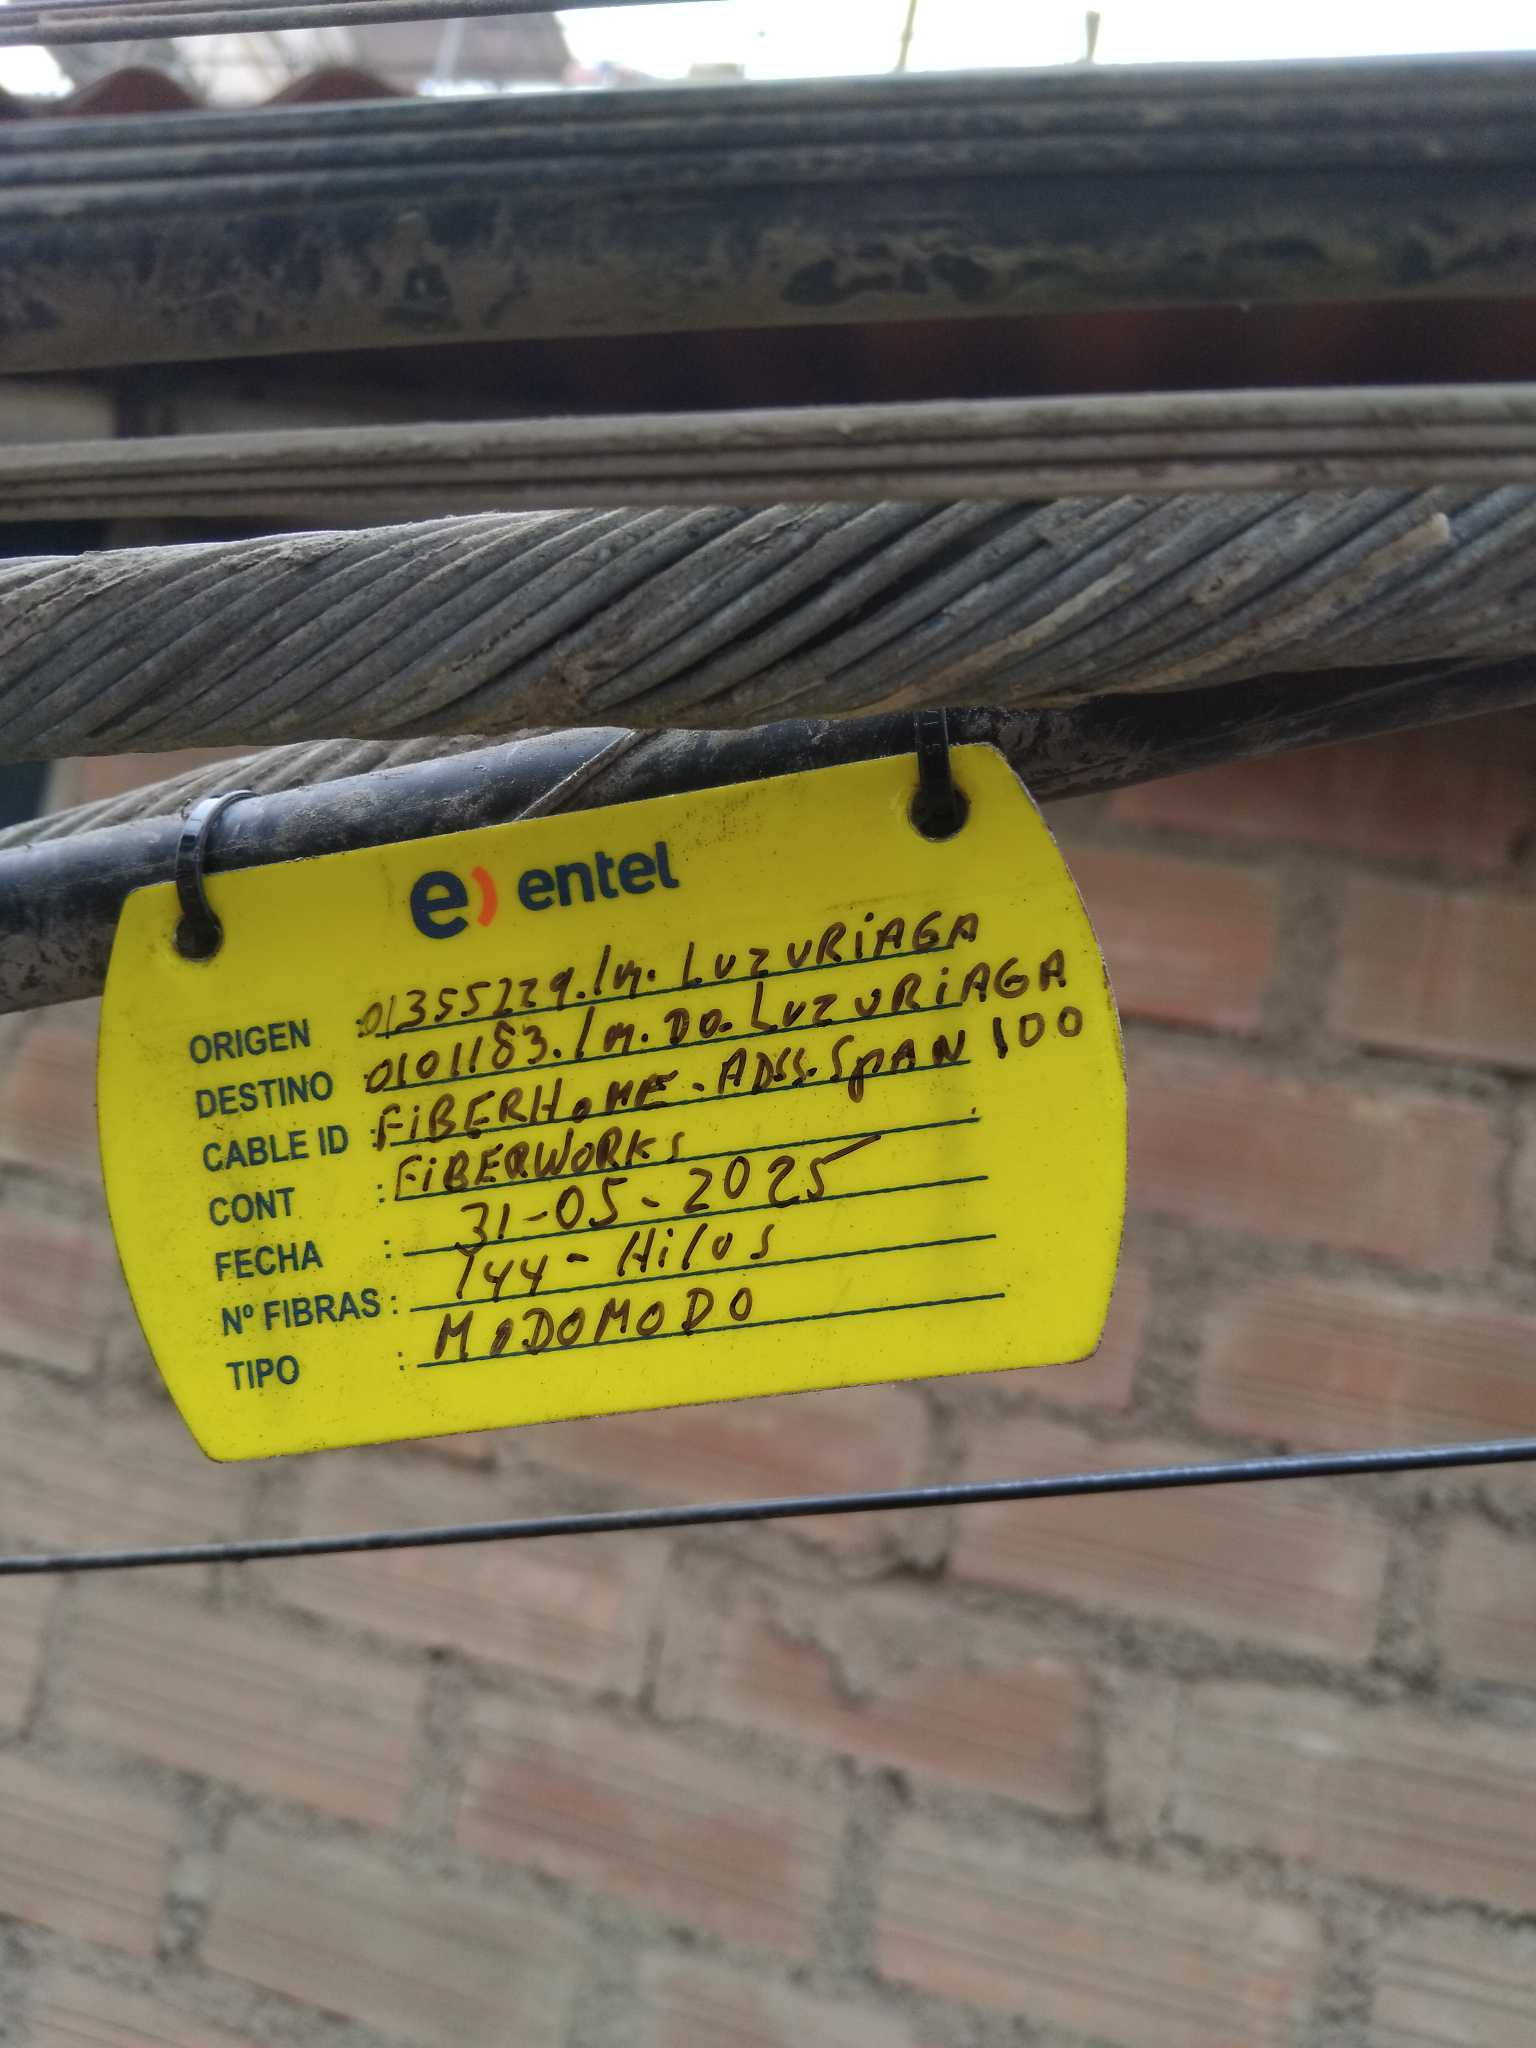 e) entel
ORIGEN : 01355229.LM.LUZURiAGA
DESTINO : 0101183.LM.DO.LUZURiAGA
CABLE ID : FiBERHOME-ADSS.SPAN 100
CONT : FiBERWORKS
FECHA : 31-05-2025
Nº FIBRAS : 144-Hilos
TIPO : MODOMODO